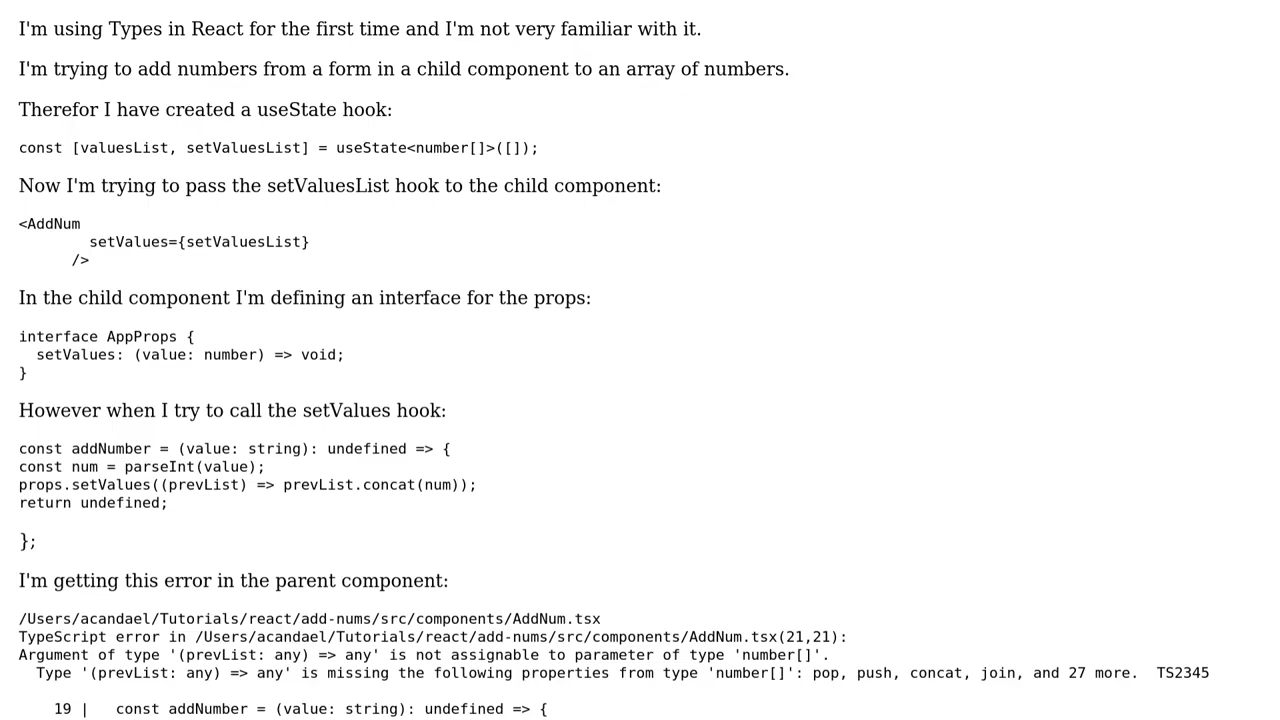 I'm using Types in React for the first time and I'm not very familiar with it.
I'm trying to add numbers from a form in a child component to an array of numbers.
Therefor I have created a useState hook:
const [valuesList, setValuesList] = useState<number[]>([]);
Now I'm trying to pass the setValuesList hook to the child component:
<AddNum
        setValues={setValuesList}
      />
In the child component I'm defining an interface for the props:
interface AppProps {
  setValues: (value: number) => void;
}
However when I try to call the setValues hook:
const addNumber = (value: string): undefined => {
const num = parseInt(value);
props.setValues((prevList) => prevList.concat(num));
return undefined;
};
I'm getting this error in the parent component:
/Users/acandael/Tutorials/react/add-nums/src/components/AddNum.tsx
TypeScript error in /Users/acandael/Tutorials/react/add-nums/src/components/AddNum.tsx(21,21):
Argument of type '(prevList: any) => any' is not assignable to parameter of type 'number[]'.
  Type '(prevList: any) => any' is missing the following properties from type 'number[]': pop, push, concat, join, and 27 more.  TS2345
    19 |   const addNumber = (value: string): undefined => {